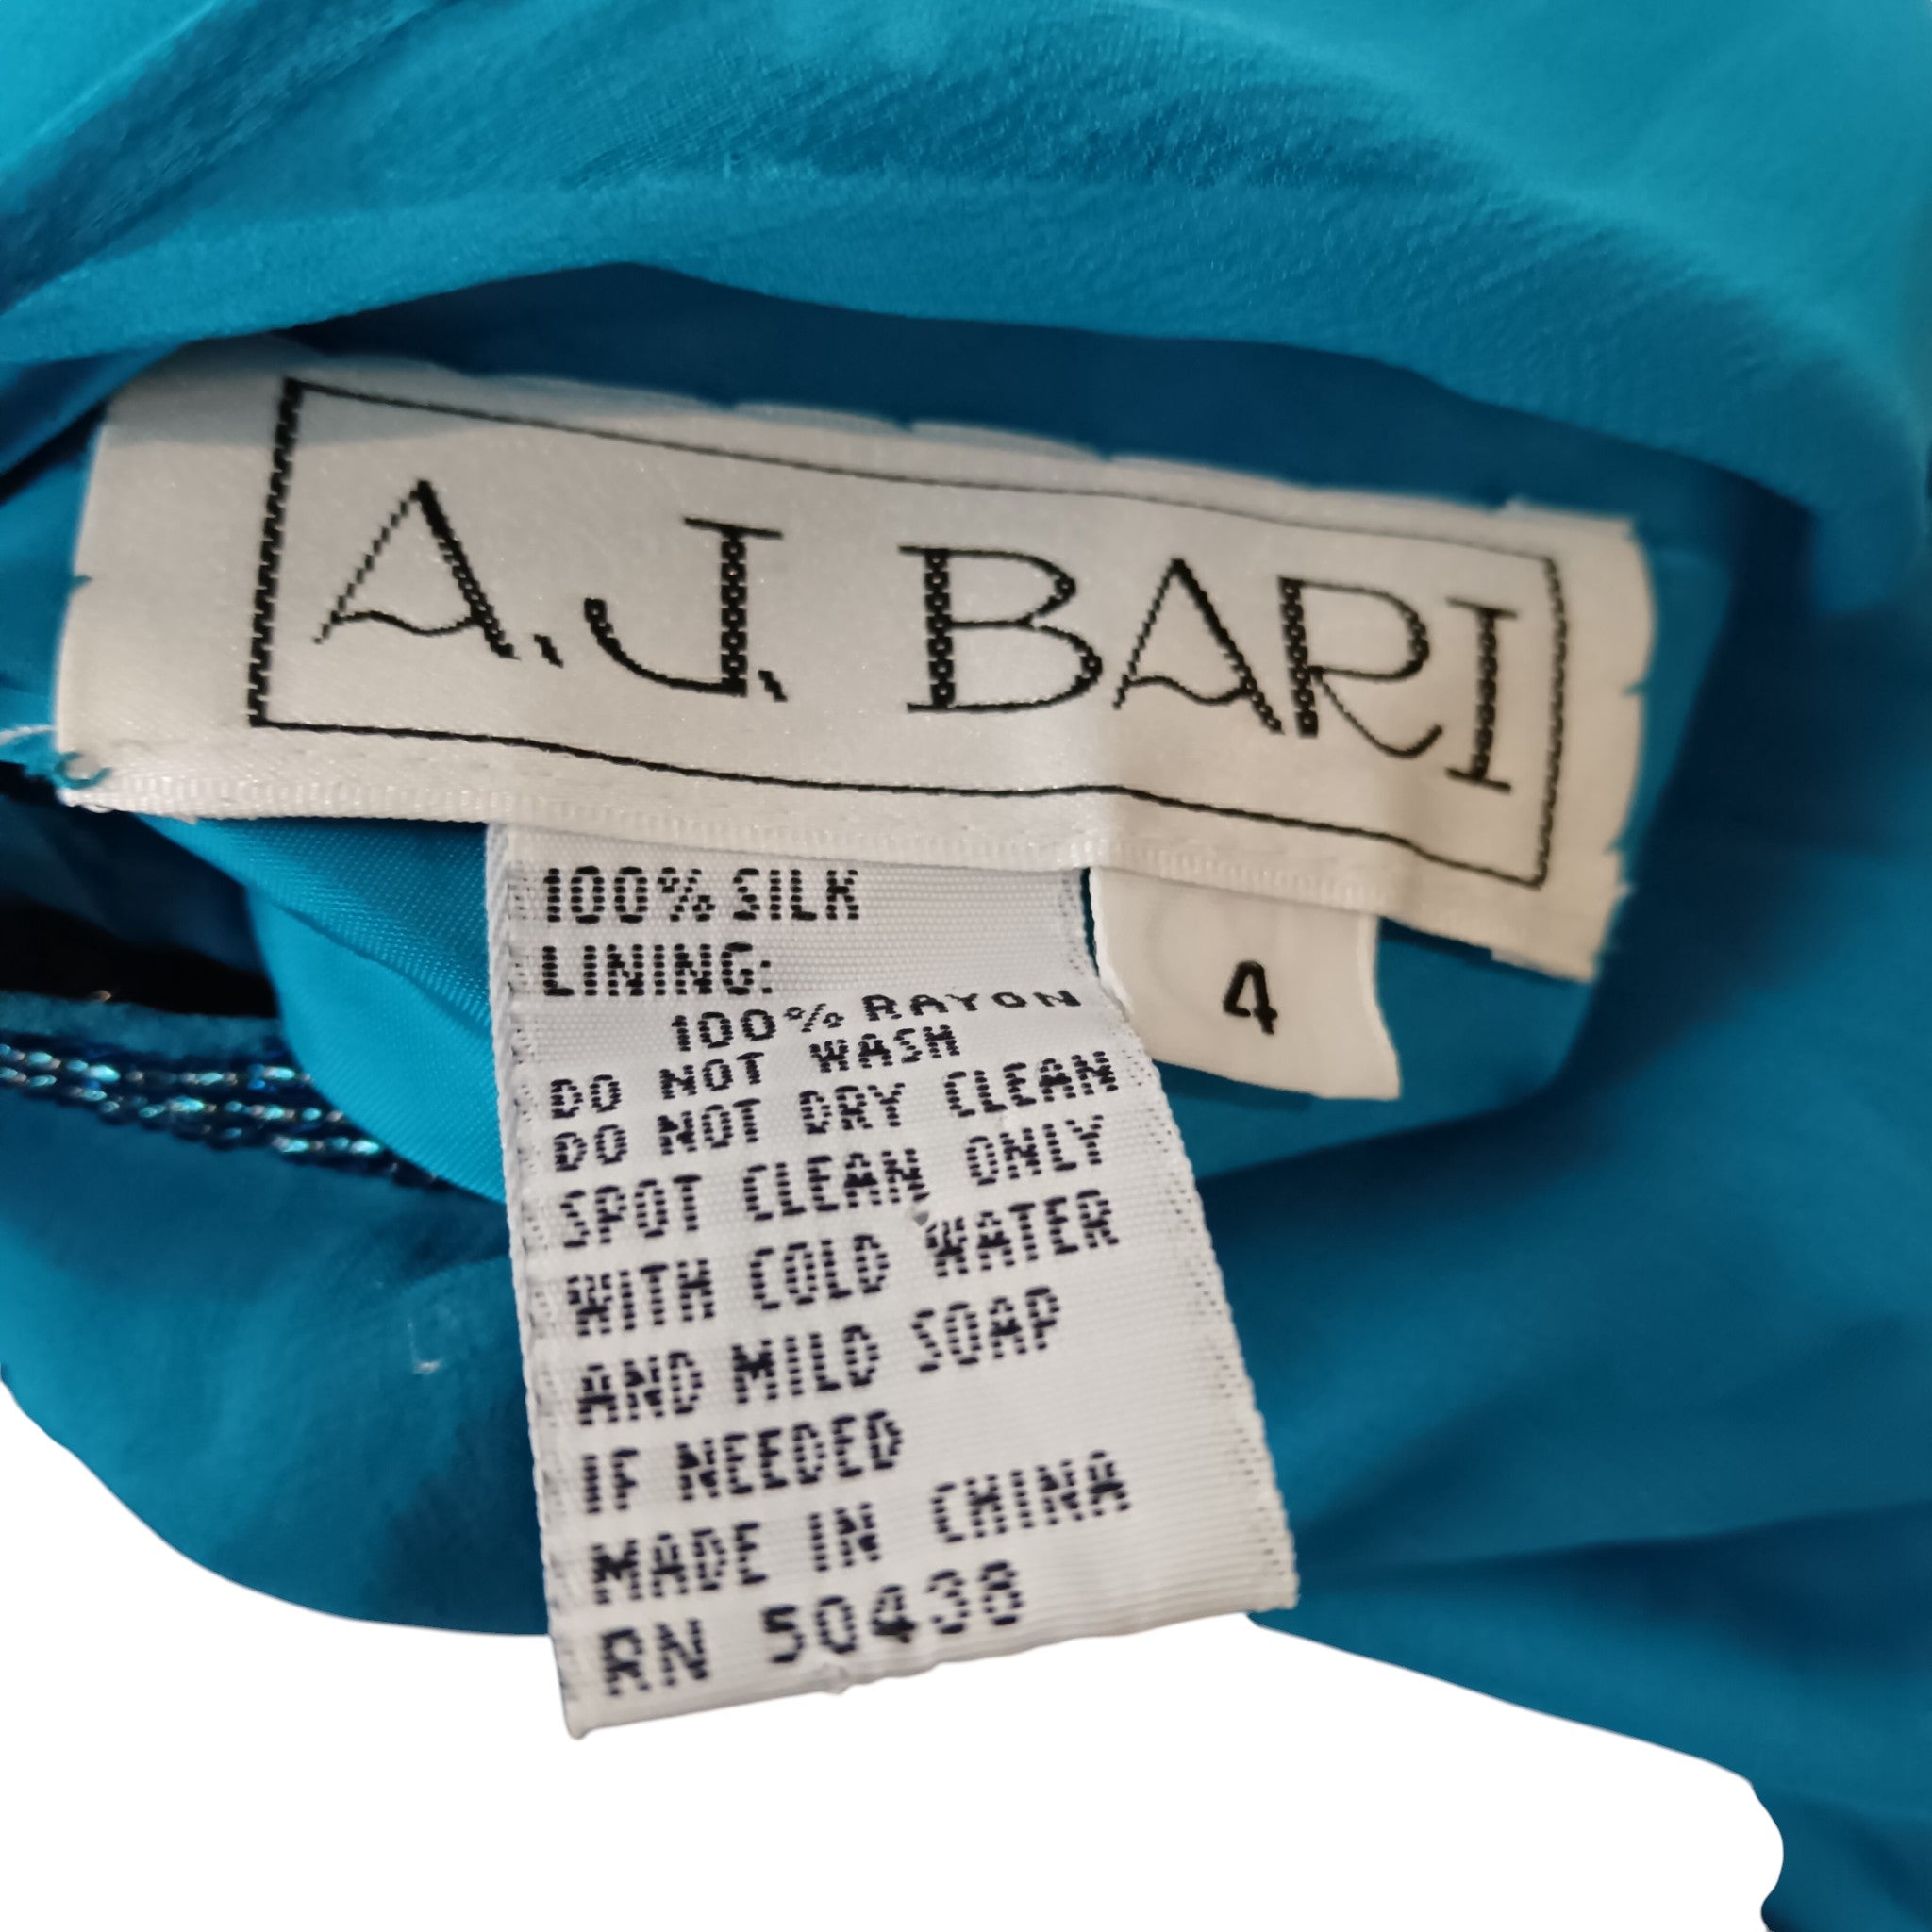 A.J. BARI
4
100% SILK
LINING:
100% RAYON
DO NOT WASH
DO NOT DRY CLEAN
SPOT CLEAN ONLY
WITH COLD WATER
AND MILD SOAP
IF NEEDED
MADE IN CHINA
RN 50438